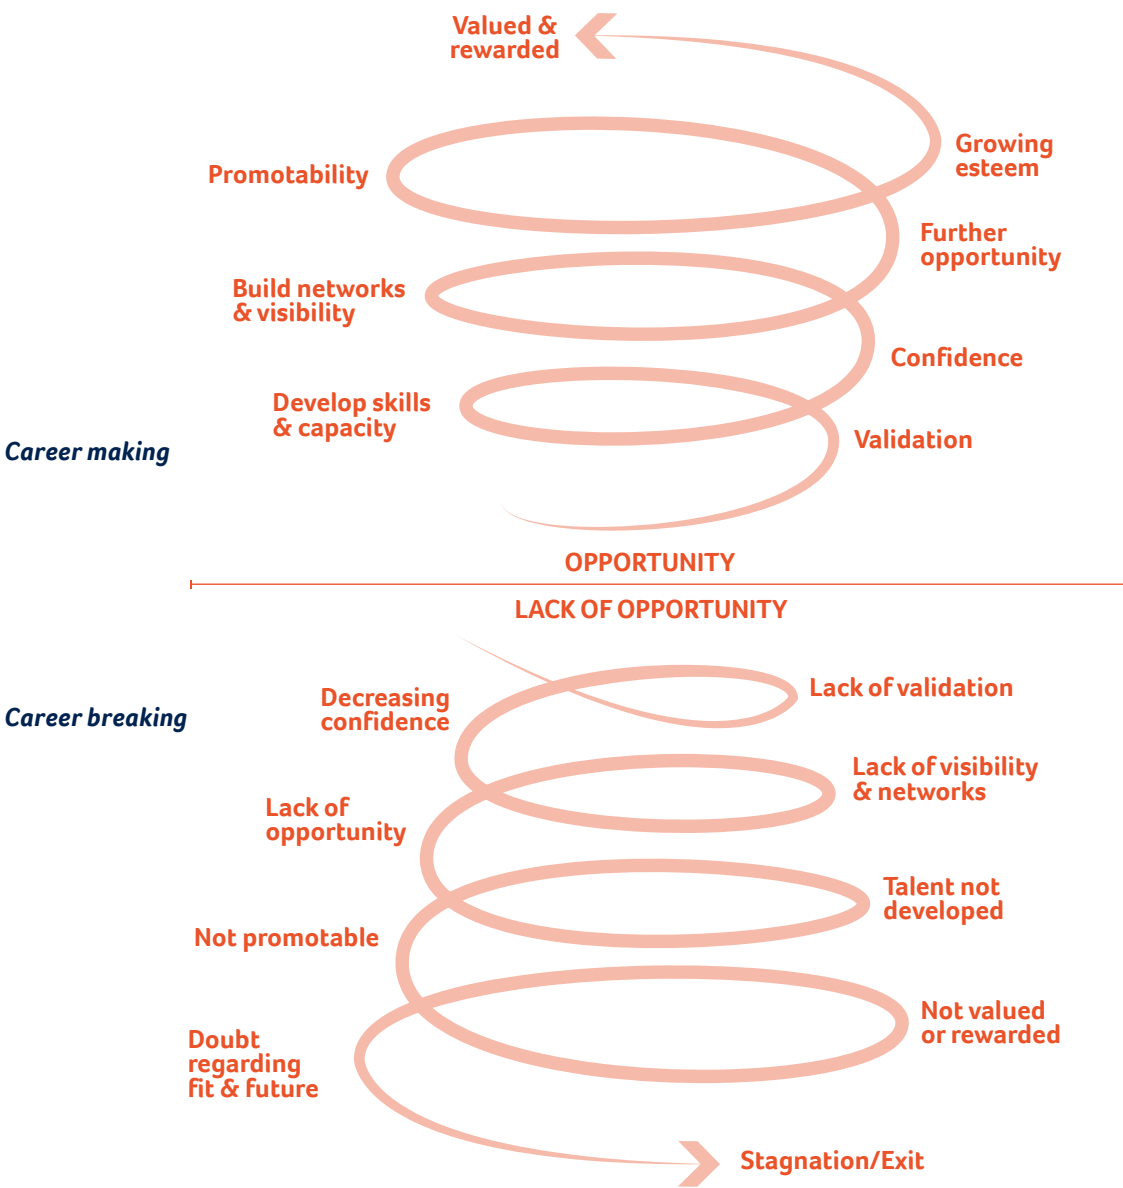 Valued &
rewarded
Growing
esteem
Promotability
Further
opportunity
Build networks
& visibility
Confidence
Develop skills
& capacity
Validation
Career making
OPPORTUNITY
LACK OF OPPORTUNITY
Career breaking
Decreasing
confidence
Lack of validation
Lack of visibility
& networks
Lack of
opportunity
Talent not
developed
Not promotable
Not valued
or rewarded
Doubt
regarding
fit & future
Stagnation/Exit